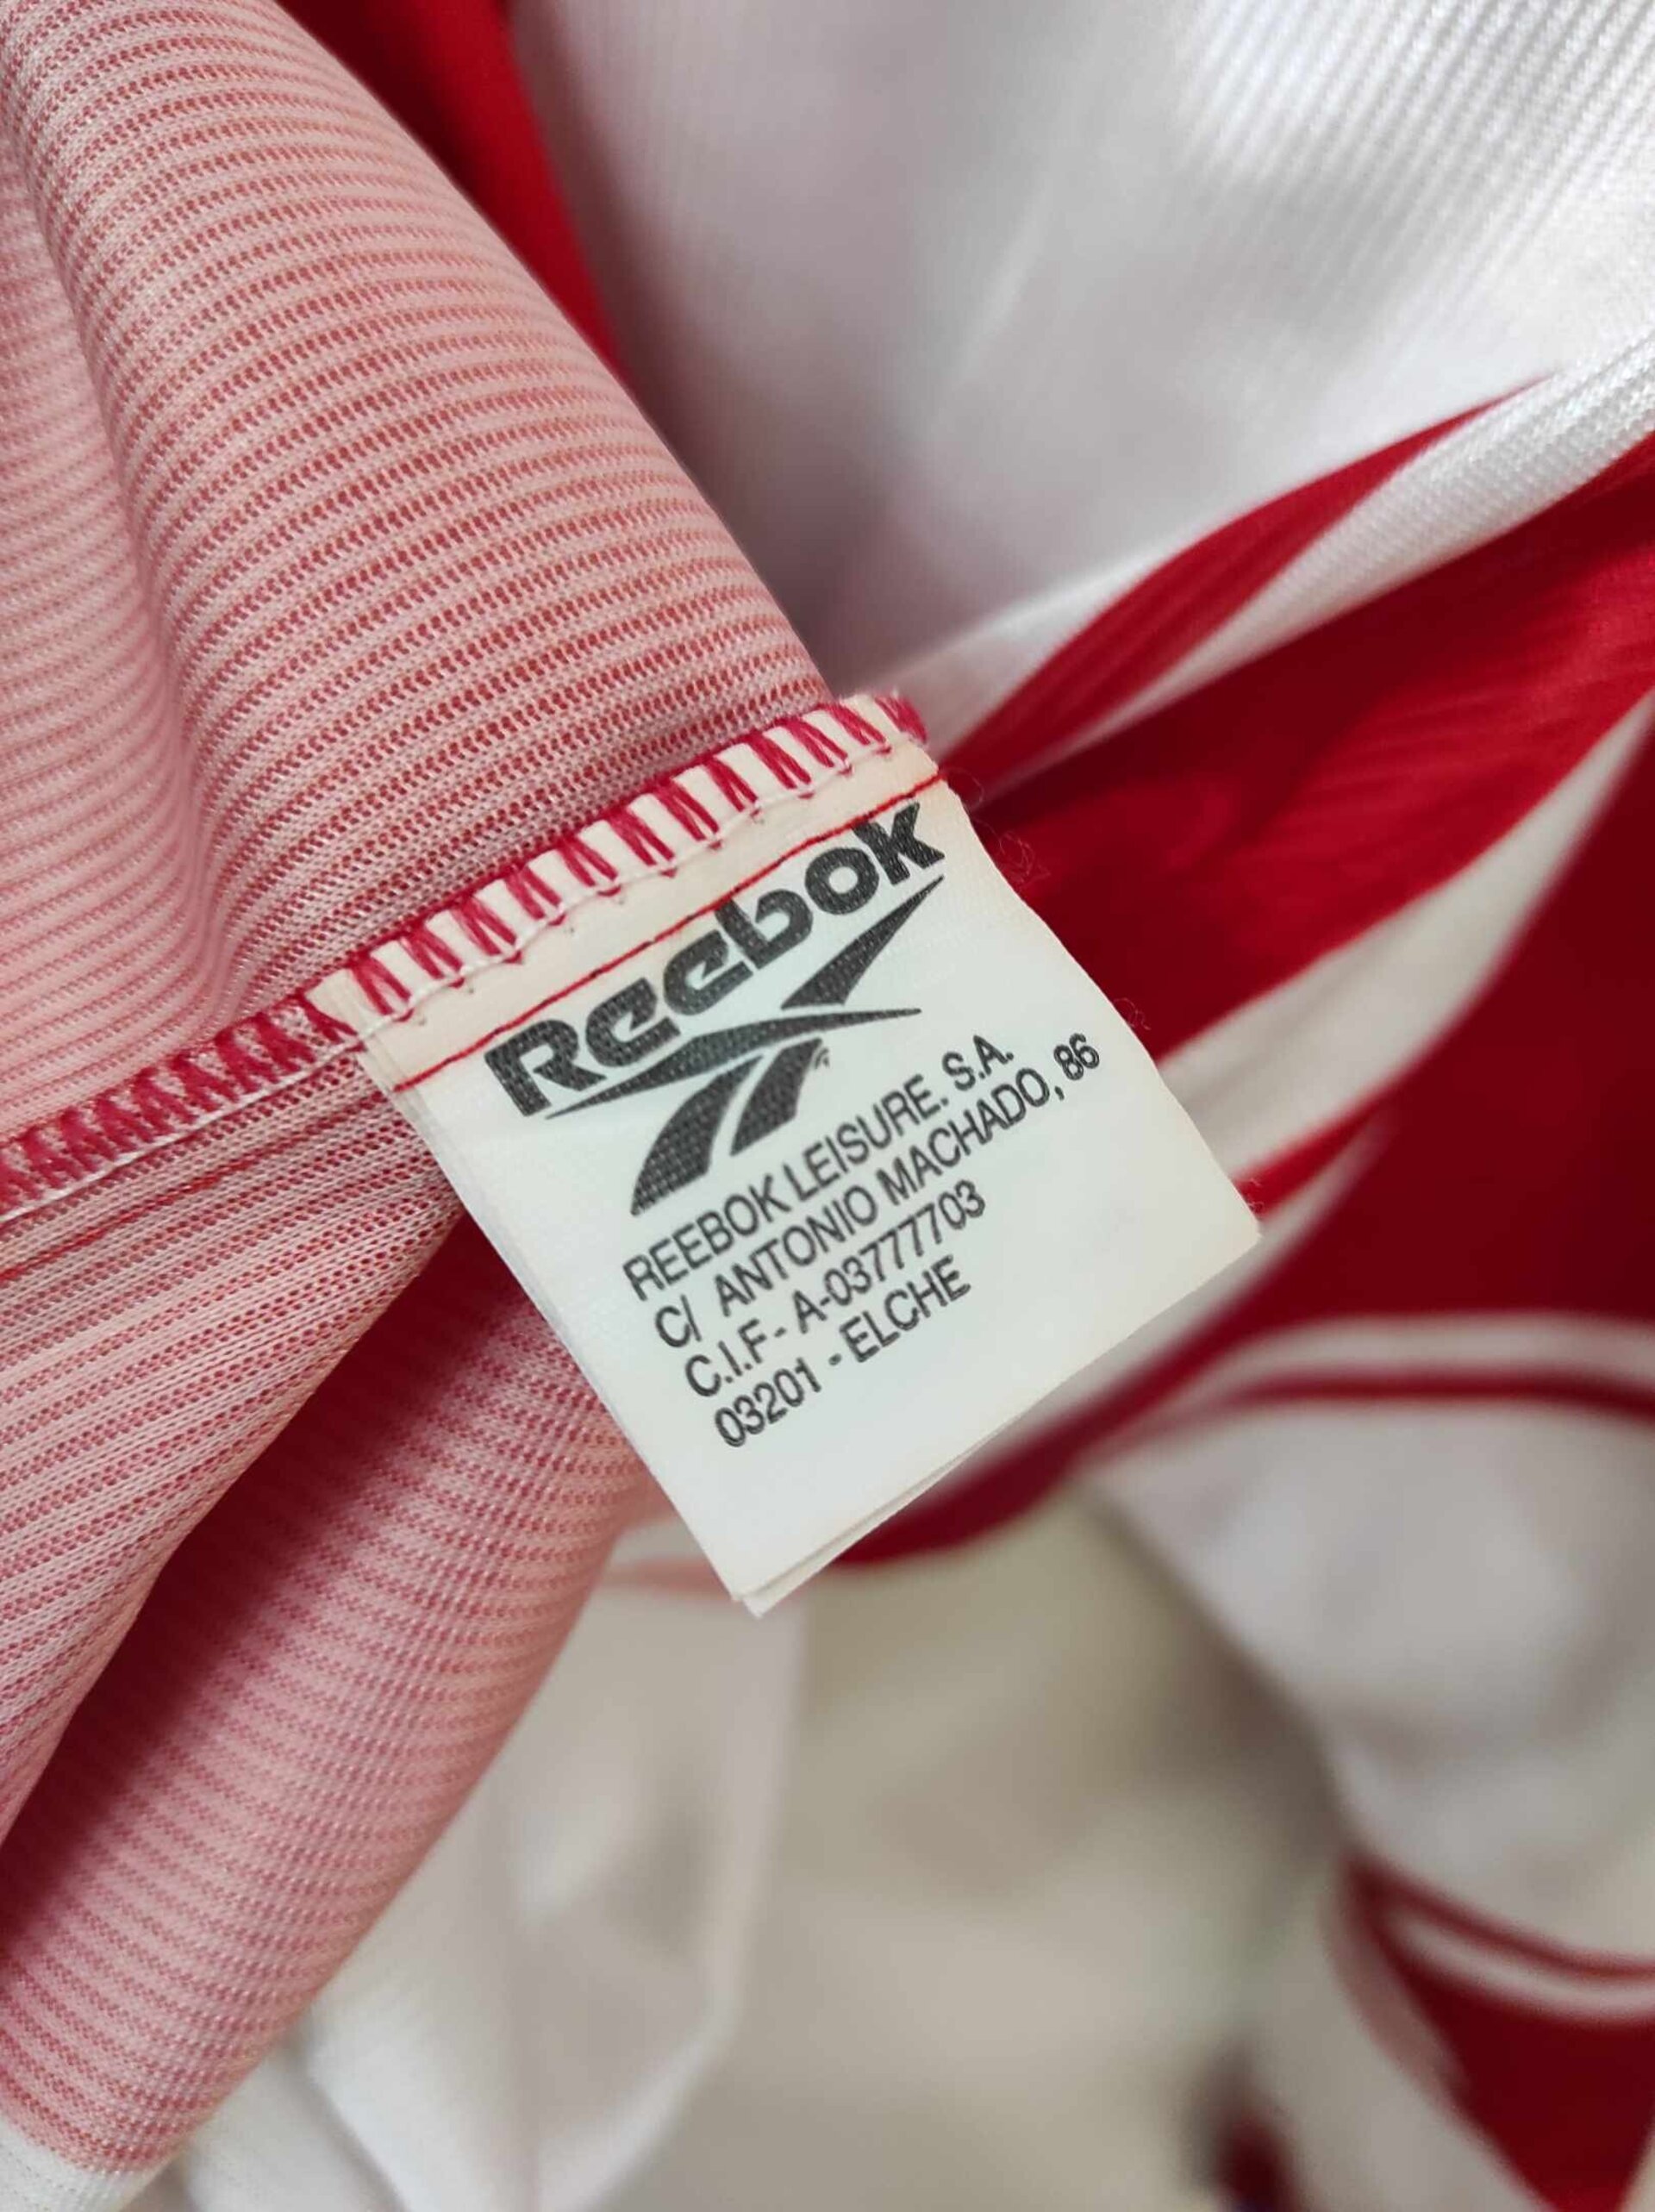 Reebok
REEBOK LEISURE. S.A.
C/ ANTONIO MACHADO, 86
C.I.F- A-03777703
03201 - ELCHE